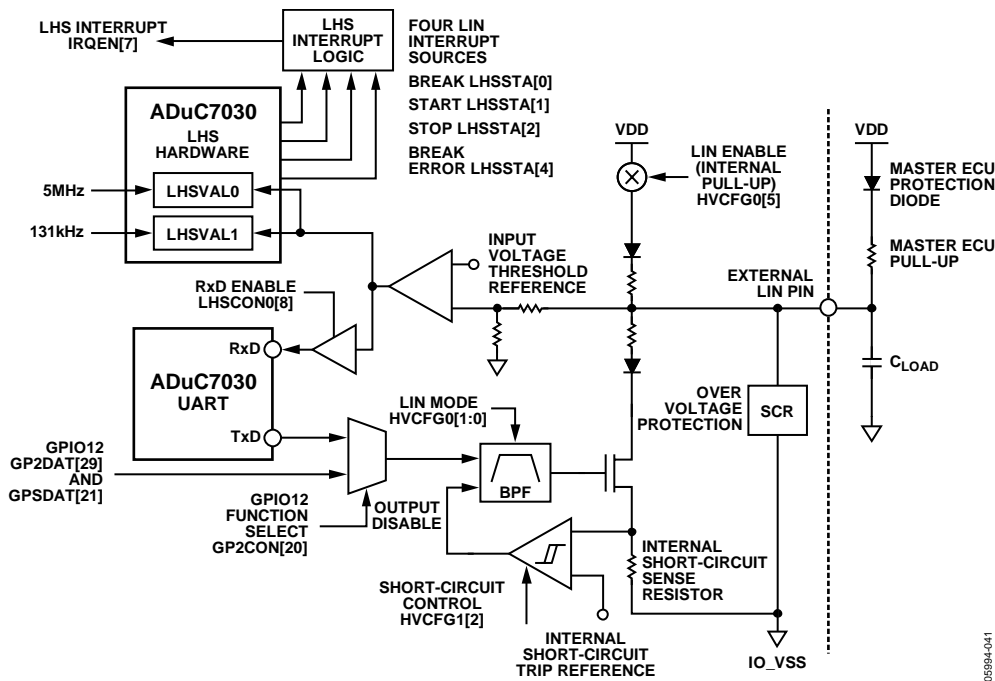 LHS INTERRUPT
IRQEN[7]
LHS
INTERRUPT
LOGIC
FOUR LIN
INTERRUPT
SOURCES
BREAK LHSSTA[0]
START LHSSTA[1]
STOP LHSSTA[2]
BREAK
ERROR LHSSTA[4]
ADuC7030
LHS
HARDWARE
5MHz
LHSVAL0
131kHz
LHSVAL1
VDD
LIN ENABLE
(INTERNAL
PULL-UP)
HVCFG0[5]
VDD
MASTER ECU
PROTECTION
DIODE
MASTER ECU
PULL-UP
INPUT
VOLTAGE
THRESHOLD
REFERENCE
EXTERNAL
LIN PIN
RxD ENABLE
LHSCON0[8]
RxD
ADuC7030
UART
TxD
CLOAD
OVER
VOLTAGE
PROTECTION
SCR
LIN MODE
HVCFG0[1:0]
BPF
GPIO12
GP2DAT[29]
AND
GPSDAT[21]
GPIO12
FUNCTION
SELECT
GP2CON[20]
OUTPUT
DISABLE
SHORT-CIRCUIT
CONTROL
HVCFG1[2]
INTERNAL
SHORT-CIRCUIT
SENSE
RESISTOR
INTERNAL
SHORT-CIRCUIT
TRIP REFERENCE
IO_VSS
05994-041